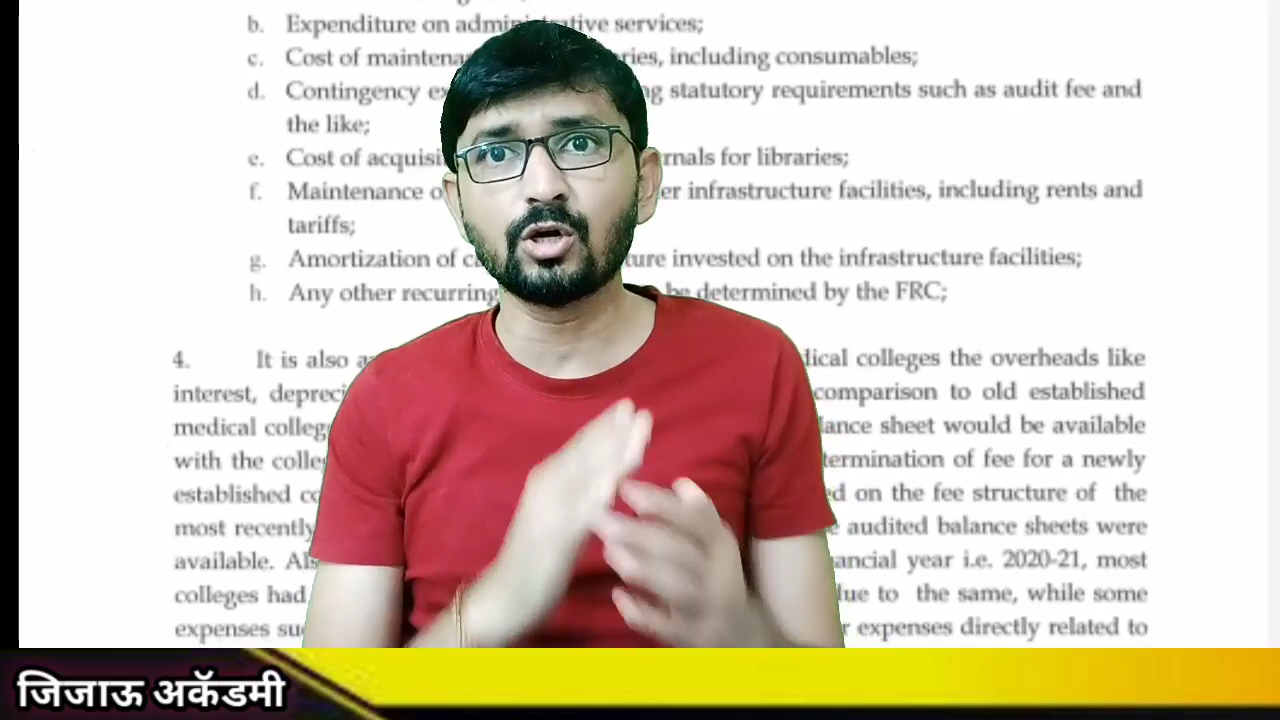 b. Expenditure on administrative services;
c. Cost of maintena ries, including consumables;
d. Contingency ex g statutory requirements such as audit fee and
the like;
e. Cost of acquisi rnals for libraries;
f. Maintenance o er infrastructure facilities, including rents and
tariffs;
g. Amortization of c ure invested on the infrastructure facilities;
h. Any other recurring be determined by the FRC;
4. It is also a dical colleges the overheads like
interest, depreci comparison to old established
medical colleg lance sheet would be available
with the colle termination of fee for a newly
established co d on the fee structure of the
most recently e audited balance sheets were
available. Als ancial year i.e. 2020-21, most
colleges had due to the same, while some
expenses su r expenses directly related to
जिजाऊ अकॅडमी